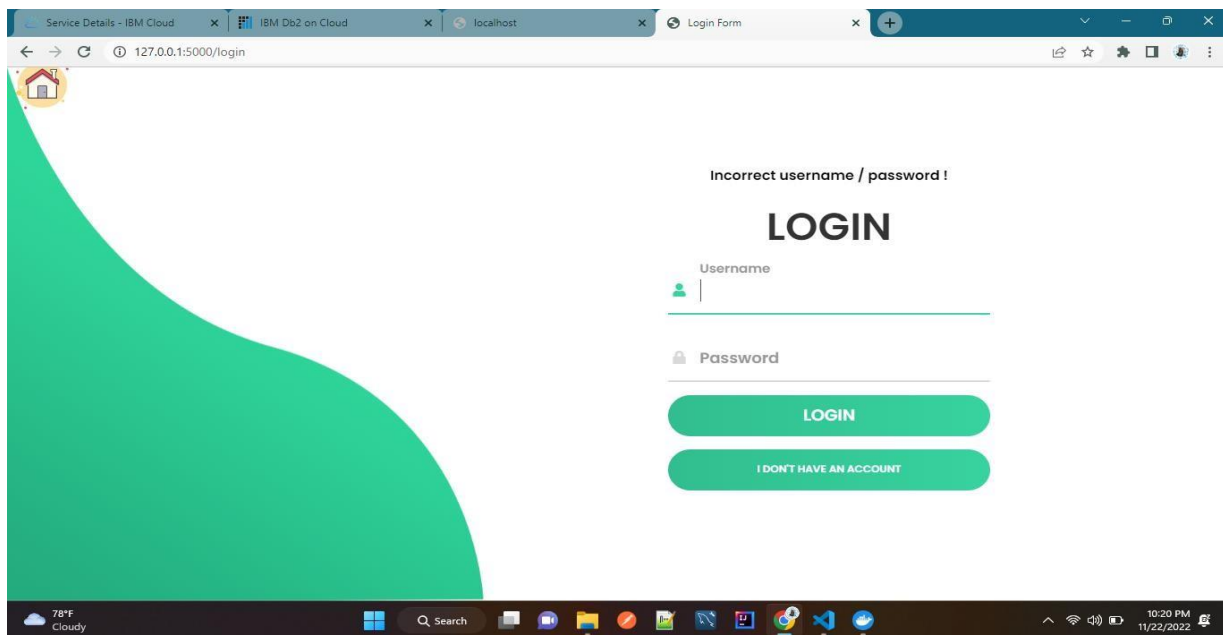 Service Details - IBM Cloud
IBM Db2 on Cloud
localhost
Login Form
127.0.0.1:5000/login
Incorrect username / password !
LOGIN
Username
Password
LOGIN
I DON'T HAVE AN ACCOUNT
78°F
Cloudy
Search
10:20 PM
11/22/2022